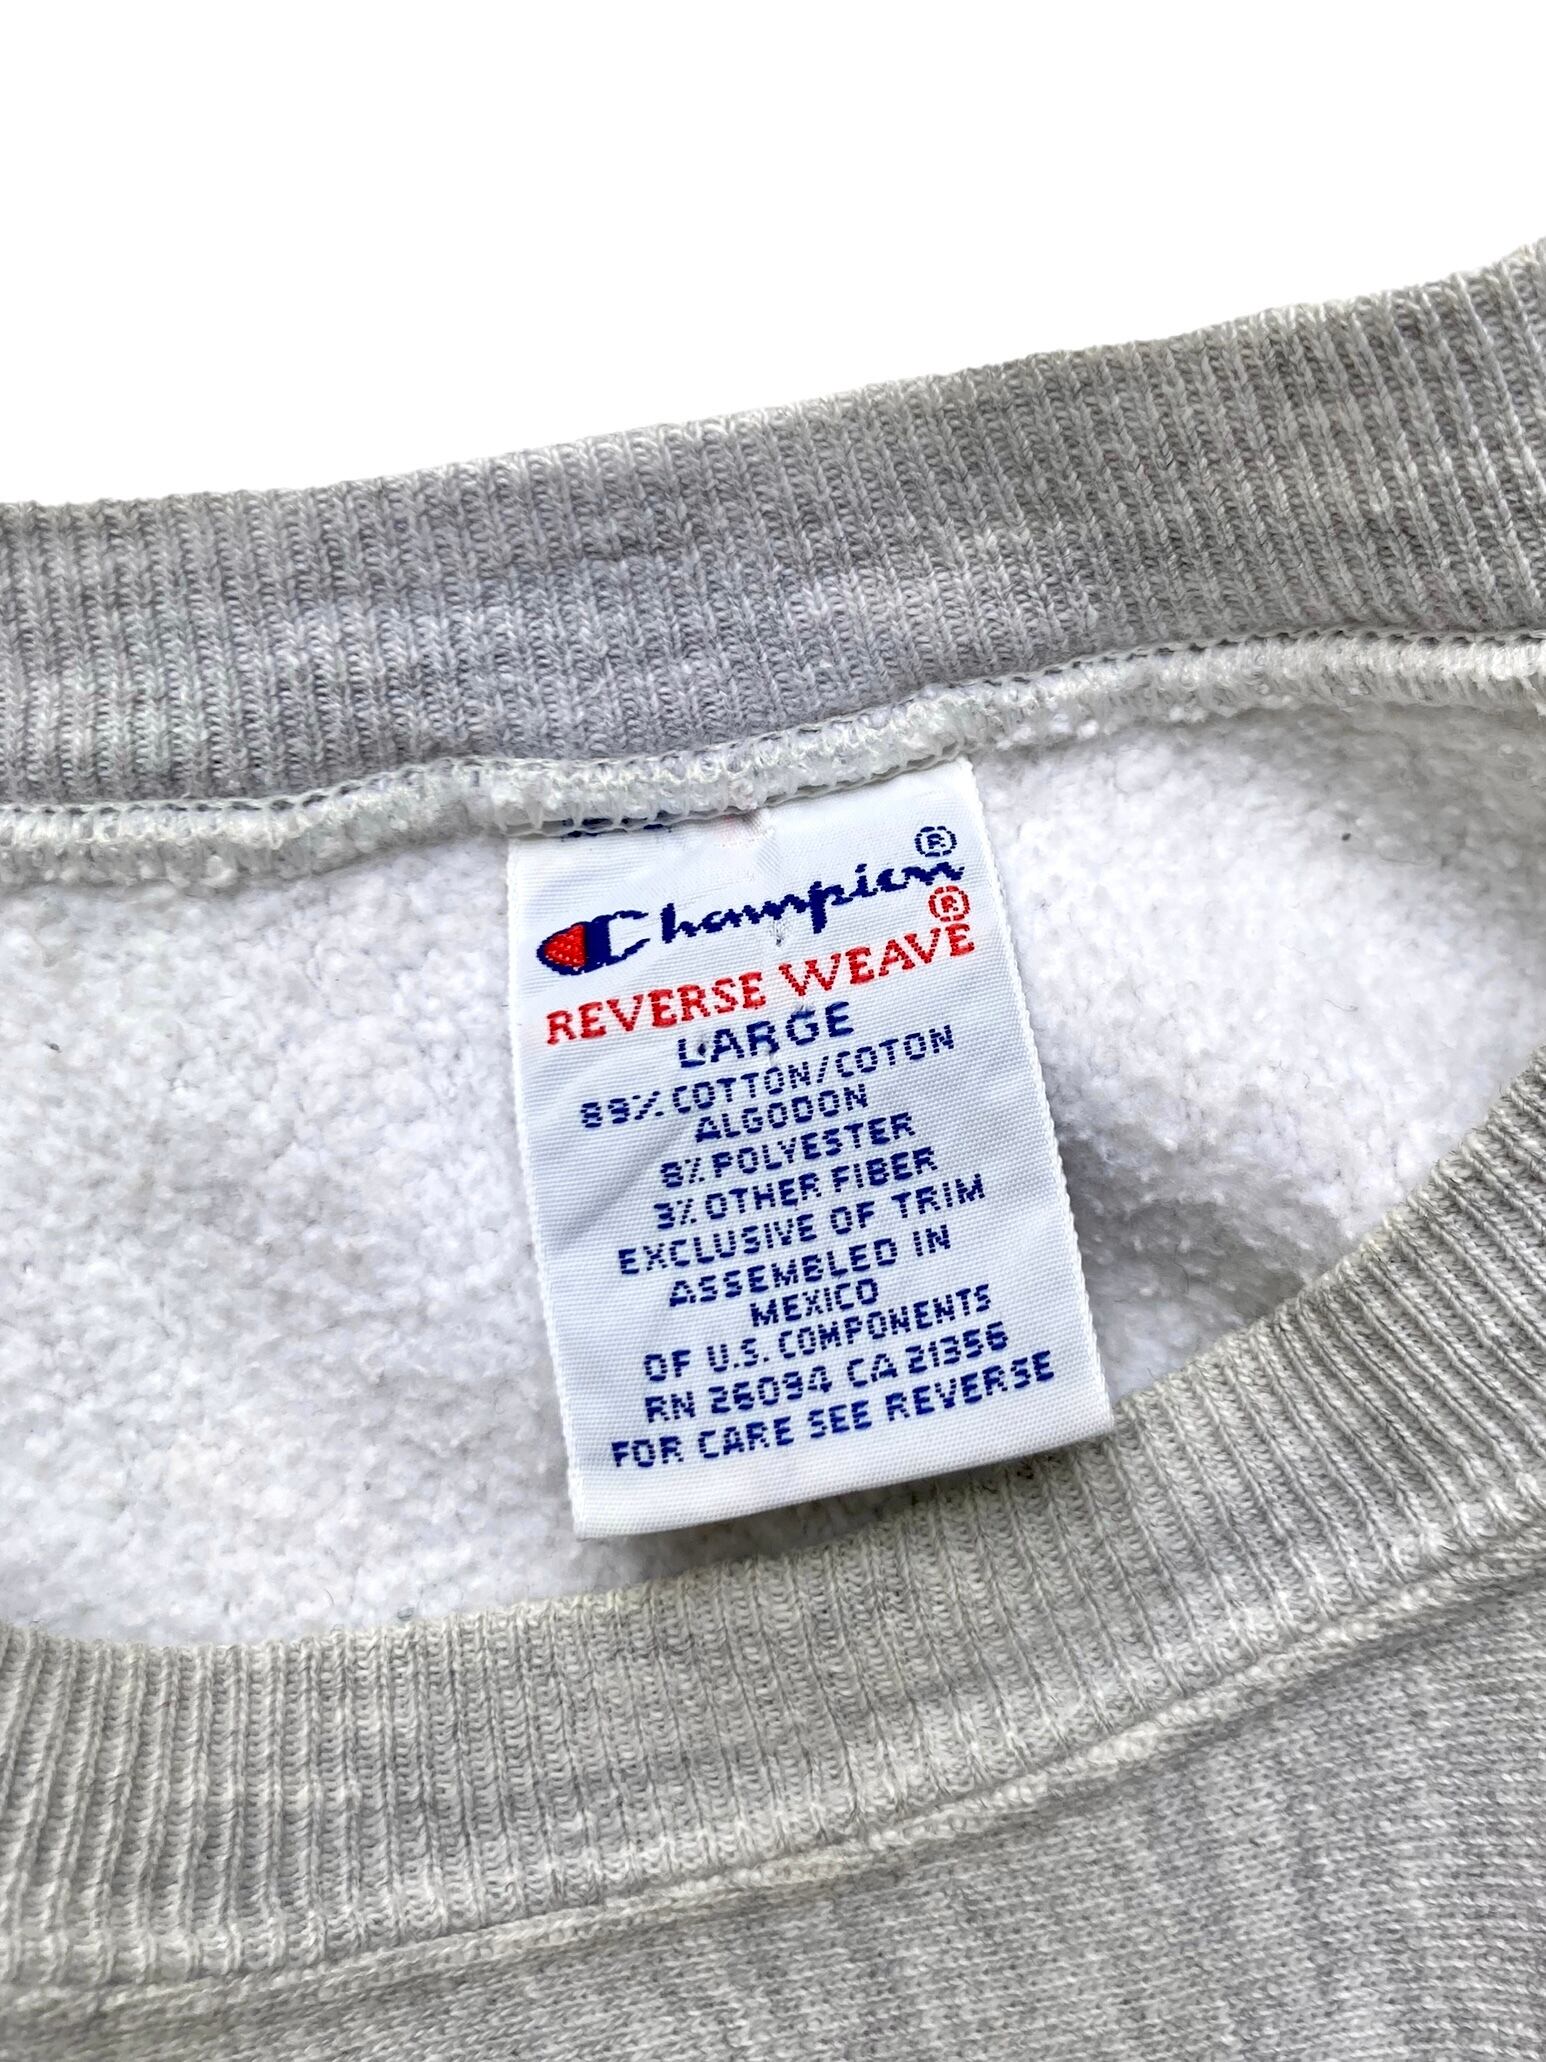 Champion®
REVERSE WEAVE®
LARGE
89% COTTON/COTON
ALGODON
8% POLYESTER
3% OTHER FIBER
EXCLUSIVE OF TRIM
ASSEMBLED IN
MEXICO
OF U.S. COMPONENTS
RN 26094 CA 21356
FOR CARE SEE REVERSE